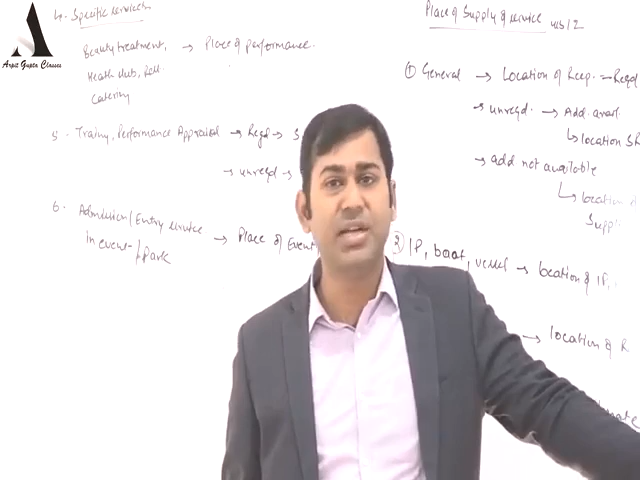 Arpit Gupta Classes
4. Specific services
Beauty treatment, → Place of performance.
Health club,
Catering
5. Training, Performance Appraisal → Regd → S
→ unregd →
6. Admission/Entry service → Place of Event
in event / Park
Place of Supply of service u/s 12
① General → Location of Recp. — Regd
→ unregd. → Add. avail.
↳ location SR
→ add not available
↳ location of
Supp.
② IP, boat, vessel → location of IP.
→ location of R